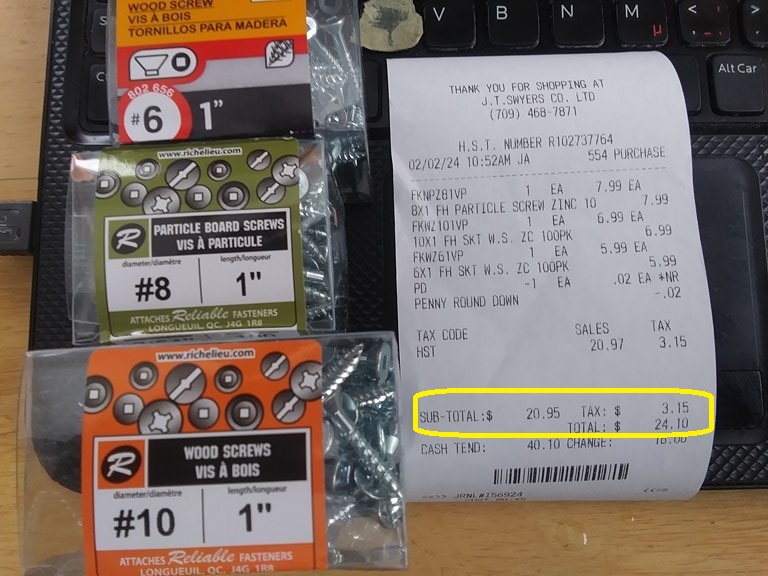 WOOD SCREWS
VIS À BOIS
TORNILLOS PARA MADERA
802 656
#6 1"
www.richelieu.com
R PARTICLE BOARD SCREWS
VIS À PARTICULE
diameter/diamètre length/longueur
#8 1"
ATTACHES Reliable FASTENERS
LONGUEUIL, QC, J4G 1R8
www.richelieu.com
R WOOD SCREWS
VIS À BOIS
diameter/diamètre length/longueur
#10 1"
ATTACHES Reliable FASTENERS
LONGUEUIL, QC, J4G 1R8
V B N M µ < >
Alt Car
THANK YOU FOR SHOPPING AT
J.T.SWYERS CO. LTD
(709) 468-7871
H.S.T. NUMBER R102737764
02/02/24 10:52AM JA 554 PURCHASE
FKNPZ81VP 1 EA 7.99 EA
8X1 FH PARTICLE SCREW ZINC 10 7.99
FKWZ101VP 1 EA 6.99 EA
10X1 FH SKT W.S. ZC 100PK 6.99
FKWZ61VP 1 EA 5.99 EA
6X1 FH SKT W.S. ZC 100PK 5.99
PD -1 EA .02 EA *NR
PENNY ROUND DOWN -.02
TAX CODE SALES TAX
HST 20.97 3.15
SUB-TOTAL:$ 20.95 TAX: $ 3.15
TOTAL: $ 24.10
CASH TEND: 40.10 CHANGE: 16.00
==>> JRNL#I56924 <<==